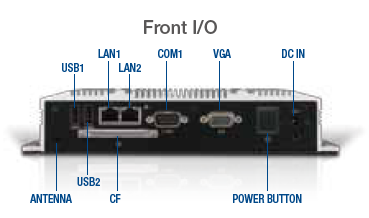 Front I/O
LAN1 COM1 VGA DC IN
USB1 LAN2
USB2
ANTENNA CF POWER BUTTON